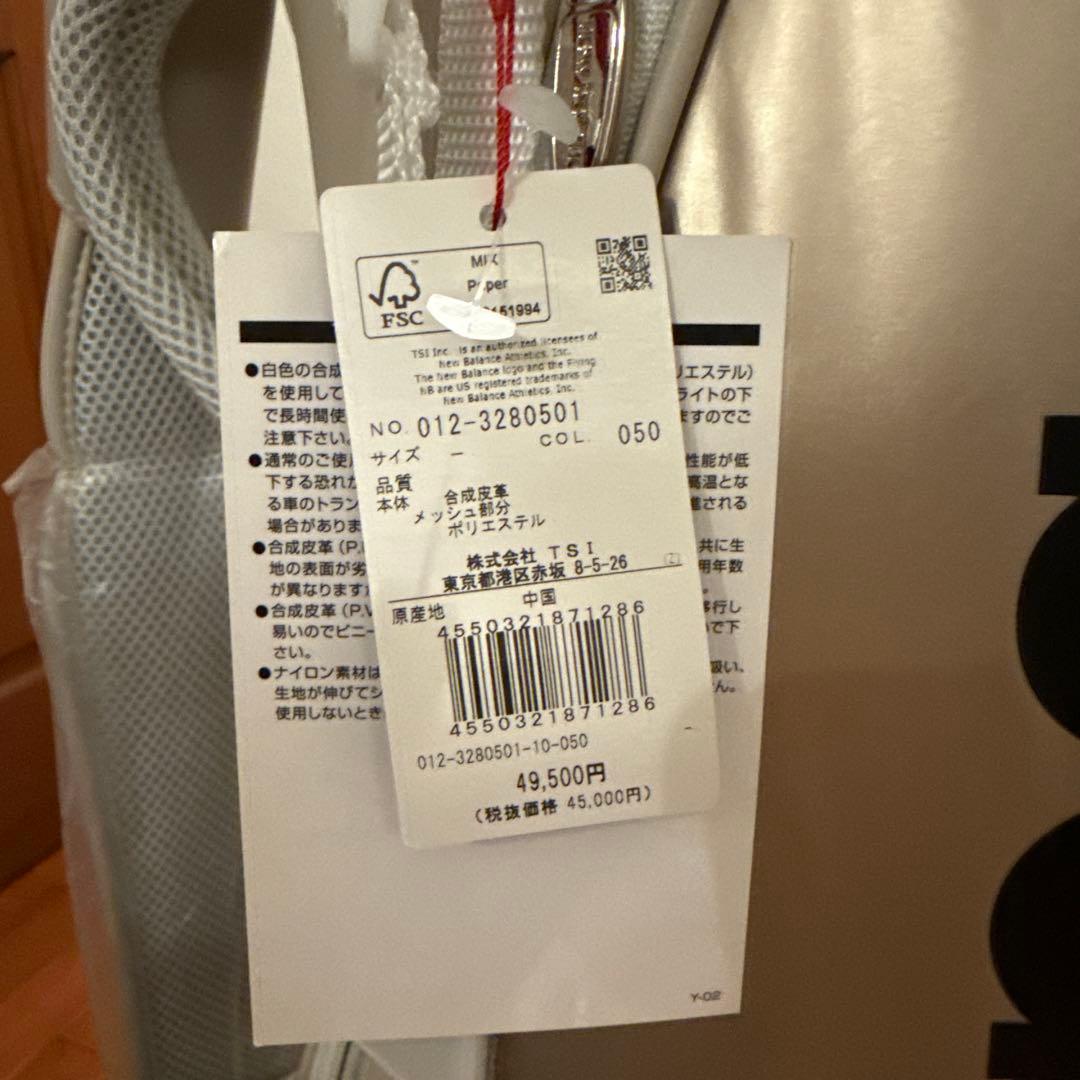 FSC
MIX
Paper
151994
TSI Inc. is an authorized licensees of
New Balance Athletics, Inc.
The New Balance logo and the Flying
NB are US registered trademarks of
New Balance Athletics, Inc.
NO. 012-3280501
COL. 050
サイズ －
品質
本体 合成皮革
メッシュ部分
ポリエステル
株式会社 TSI
東京都港区赤坂 8-5-26
原産地 中国
4550321871286
4550321871286
012-3280501-10-050
49,500円
(税抜価格 45,000円)
●白色の合成 リエステル)
を使用して ライトの下
で長時間使 ますのでご
注意下さい。
●通常のご使 性能が低
下する恐れが 高温とな
る車のトラン 進される
場合がありま
●合成皮革(P. 共に生
地の表面が劣 用年数
が異なります
●合成皮革(P.V 移行し
易いのでビニー で下
さい。
●ナイロン素材は 吸い、
生地が伸びてシ せん。
使用しないとき
Y-02